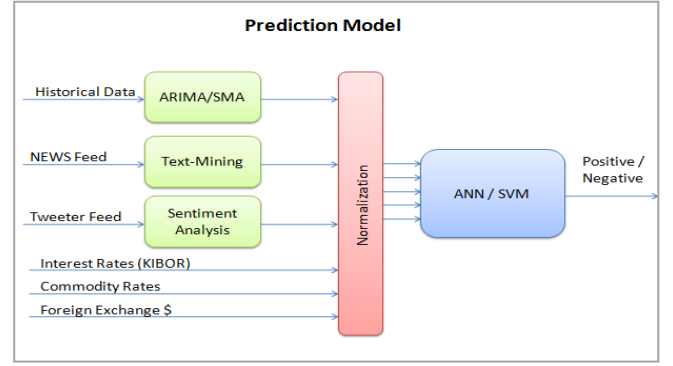 Prediction Model
Historical Data
ARIMA/SMA
NEWS Feed
Text-Mining
Tweeter Feed
Sentiment
Analysis
Interest Rates (KIBOR)
Commodity Rates
Foreign Exchange $
Normalization
ANN / SVM
Positive /
Negative